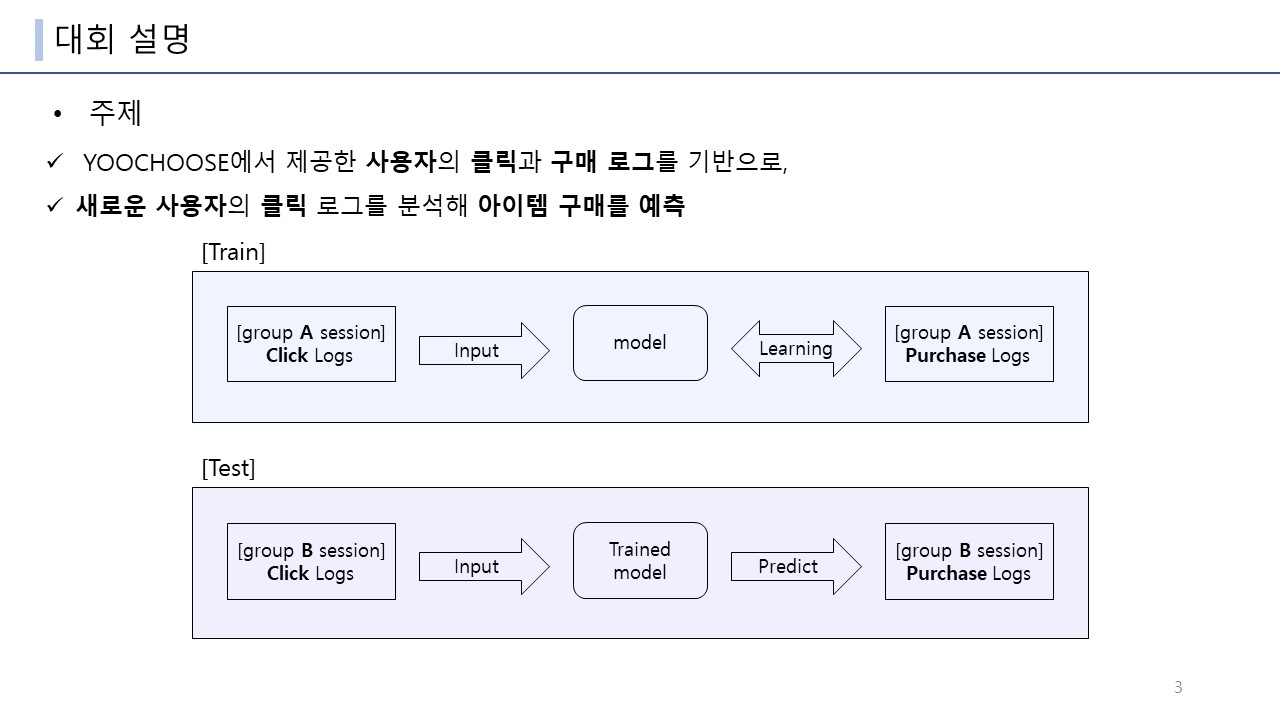 대회 설명
• 주제
✓ YOOCHOOSE에서 제공한 사용자의 클릭과 구매 로그를 기반으로,
✓ 새로운 사용자의 클릭 로그를 분석해 아이템 구매를 예측
[Train]
[group A session]
Click Logs
Input
model
Learning
[group A session]
Purchase Logs
[Test]
[group B session]
Click Logs
Input
Trained
model
Predict
[group B session]
Purchase Logs
3